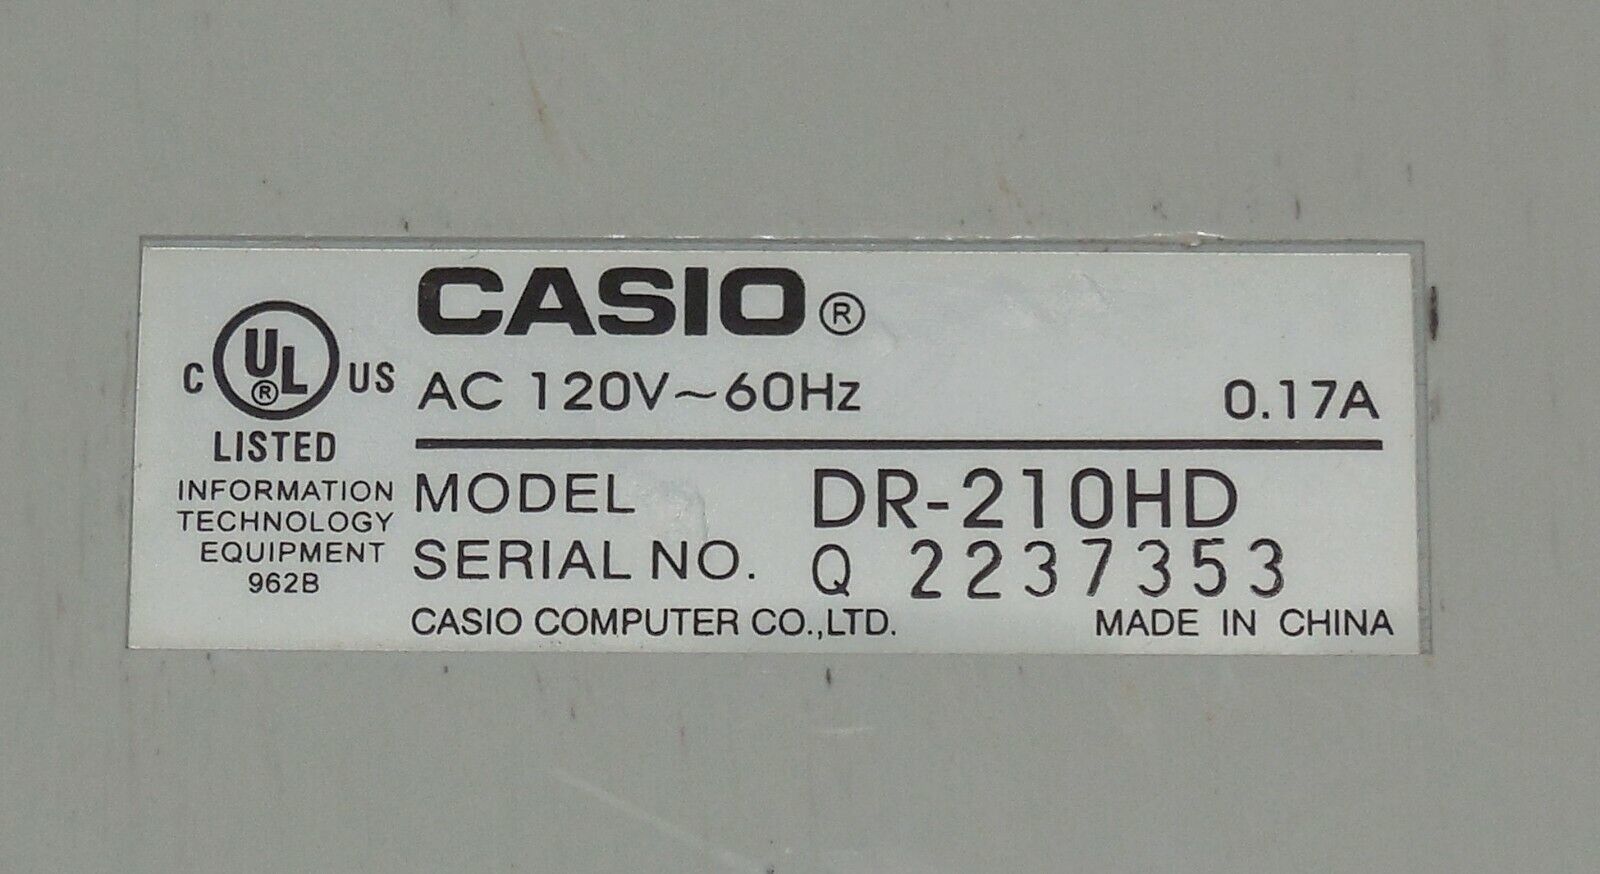 CASIO®
C UL® US
LISTED
INFORMATION
TECHNOLOGY
EQUIPMENT
962B
AC 120V~60Hz 0.17A
MODEL DR-210HD
SERIAL NO. Q 2237353
CASIO COMPUTER CO.,LTD. MADE IN CHINA